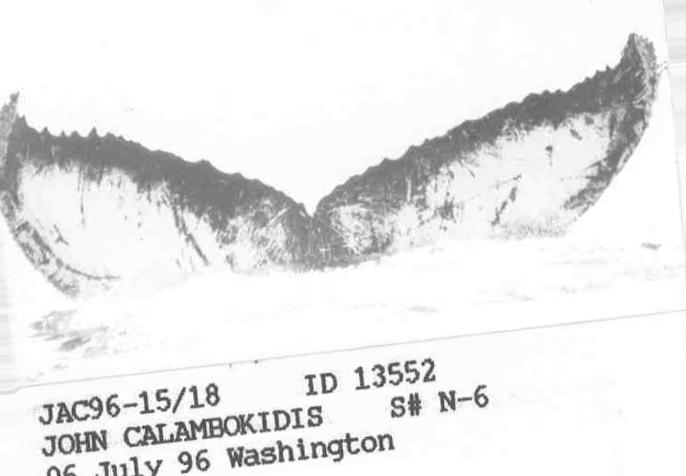 JAC96-15/18 ID 13552
JOHN CALAMBOKIDIS S# N-6
06 July 96 Washington